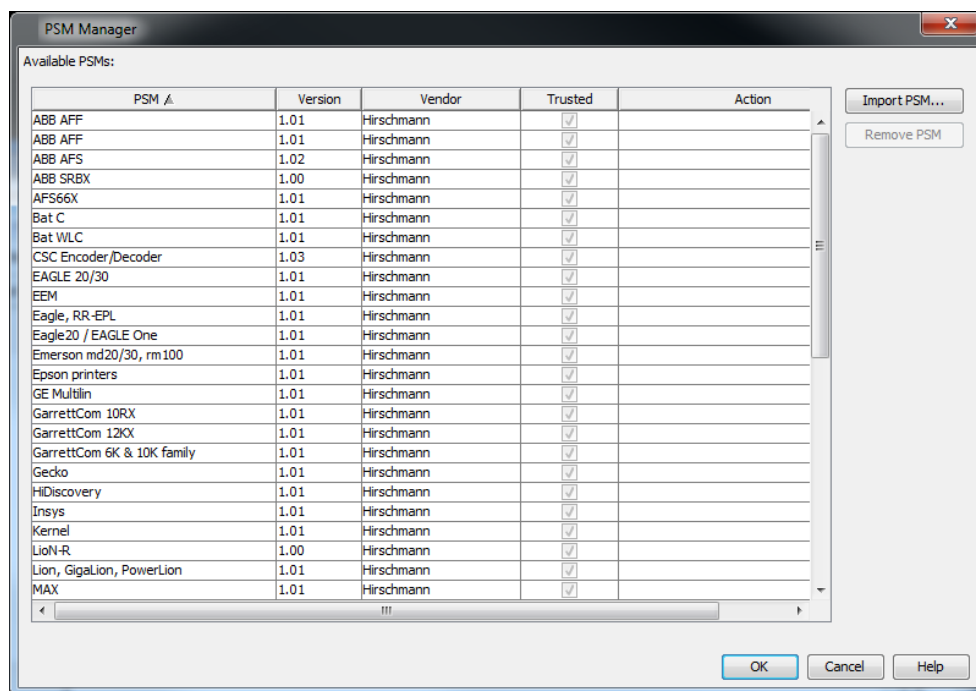 PSM Manager
Available PSMs:
PSM Version Vendor Trusted Action
Import PSM...
Remove PSM
ABB AFF 1.01 Hirschmann
ABB AFF 1.01 Hirschmann
ABB AFS 1.02 Hirschmann
ABB SRBX 1.00 Hirschmann
AFS66X 1.01 Hirschmann
Bat C 1.01 Hirschmann
Bat WLC 1.01 Hirschmann
CSC Encoder/Decoder 1.03 Hirschmann
EAGLE 20/30 1.01 Hirschmann
EEM 1.01 Hirschmann
Eagle, RR-EPL 1.01 Hirschmann
Eagle20 / EAGLE One 1.01 Hirschmann
Emerson md20/30, rm100 1.01 Hirschmann
Epson printers 1.01 Hirschmann
GE Multilin 1.01 Hirschmann
GarrettCom 10RX 1.01 Hirschmann
GarrettCom 12KX 1.01 Hirschmann
GarrettCom 6K & 10K family 1.01 Hirschmann
Gecko 1.01 Hirschmann
HiDiscovery 1.01 Hirschmann
Insys 1.01 Hirschmann
Kernel 1.01 Hirschmann
LioN-R 1.00 Hirschmann
Lion, GigaLion, PowerLion 1.01 Hirschmann
MAX 1.01 Hirschmann
OK Cancel Help